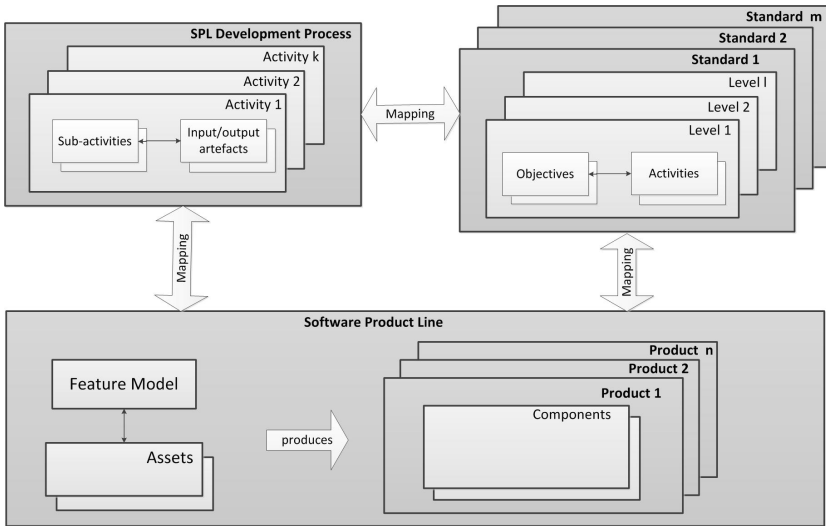 SPL Development Process
Activity k
Activity 2
Activity 1
Sub-activities
Input/output
artefacts
Mapping
Standard m
Standard 2
Standard 1
Level l
Level 2
Level 1
Objectives
Activities
Mapping
Mapping
Software Product Line
Feature Model
Assets
produces
Product n
Product 2
Product 1
Components